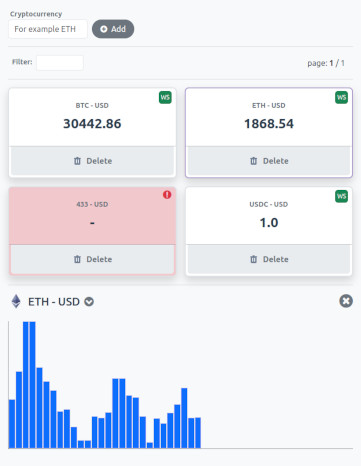 Cryptocurrency
For example ETH
Add
Filter:
page: 1 / 1
WS
BTC - USD
30442.86
Delete
WS
ETH - USD
1868.54
Delete
433 - USD
-
Delete
WS
USDC - USD
1.0
Delete
ETH - USD